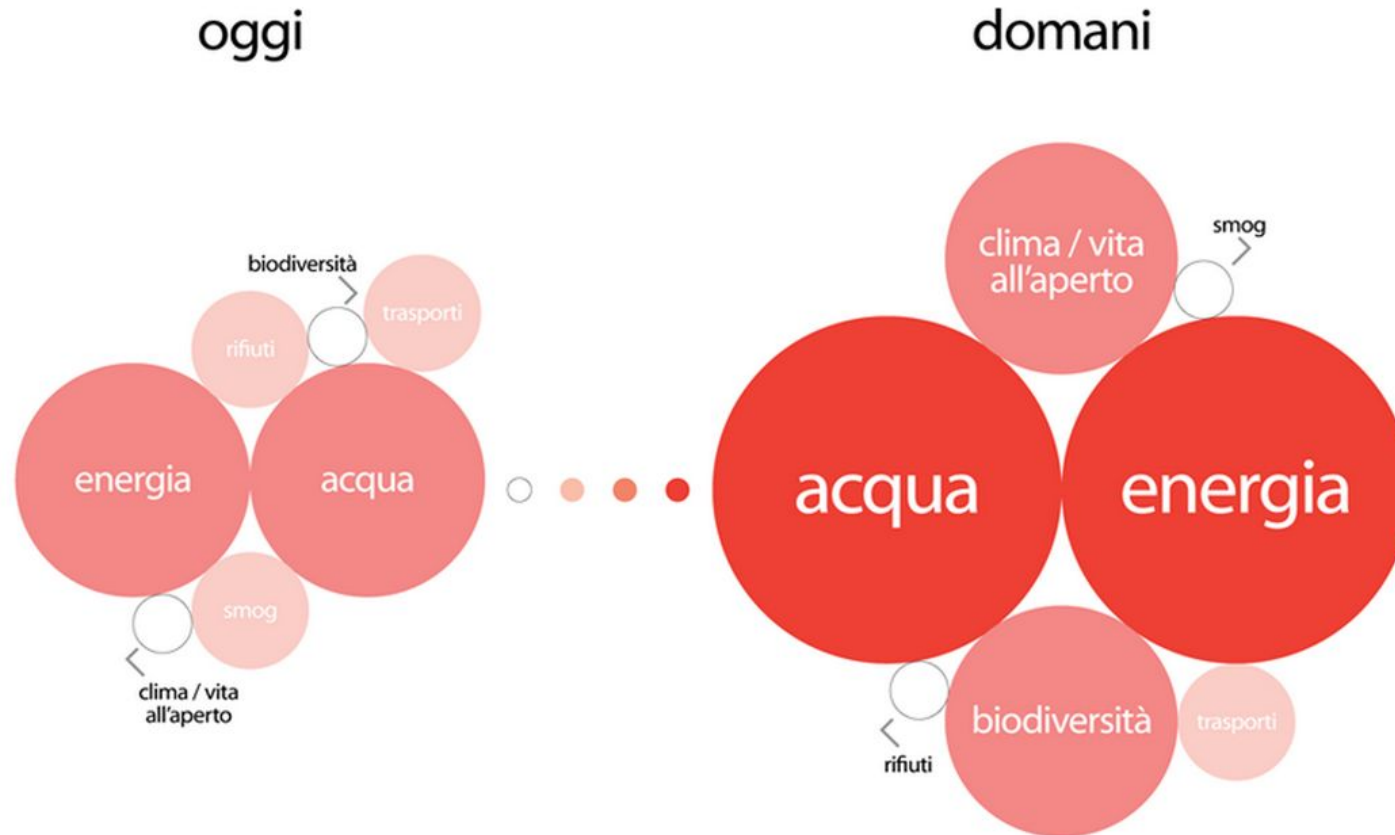 oggi
domani
biodiversità
trasporti
rifiuti
energia
acqua
smog
clima / vita
all'aperto
clima / vita
all'aperto
smog
acqua
energia
biodiversità
trasporti
rifiuti